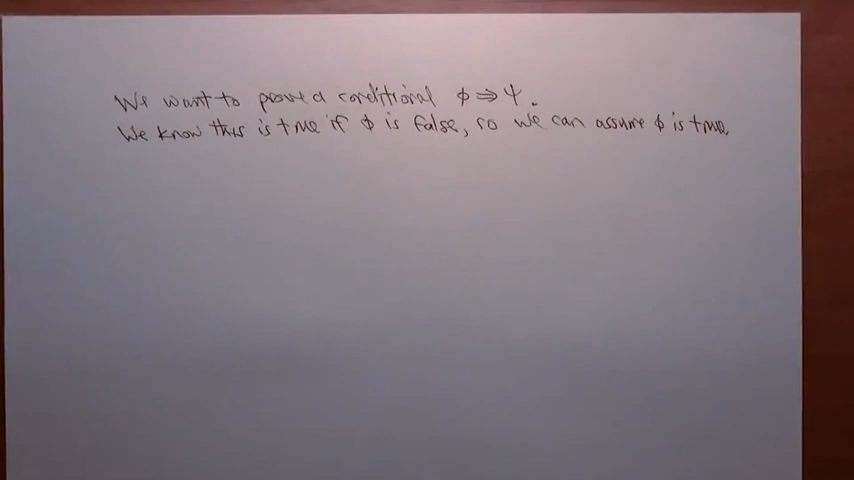 We want to prove a conditional ϕ ⇒ ψ.
We know this is true if ϕ is false, so we can assume ϕ is true